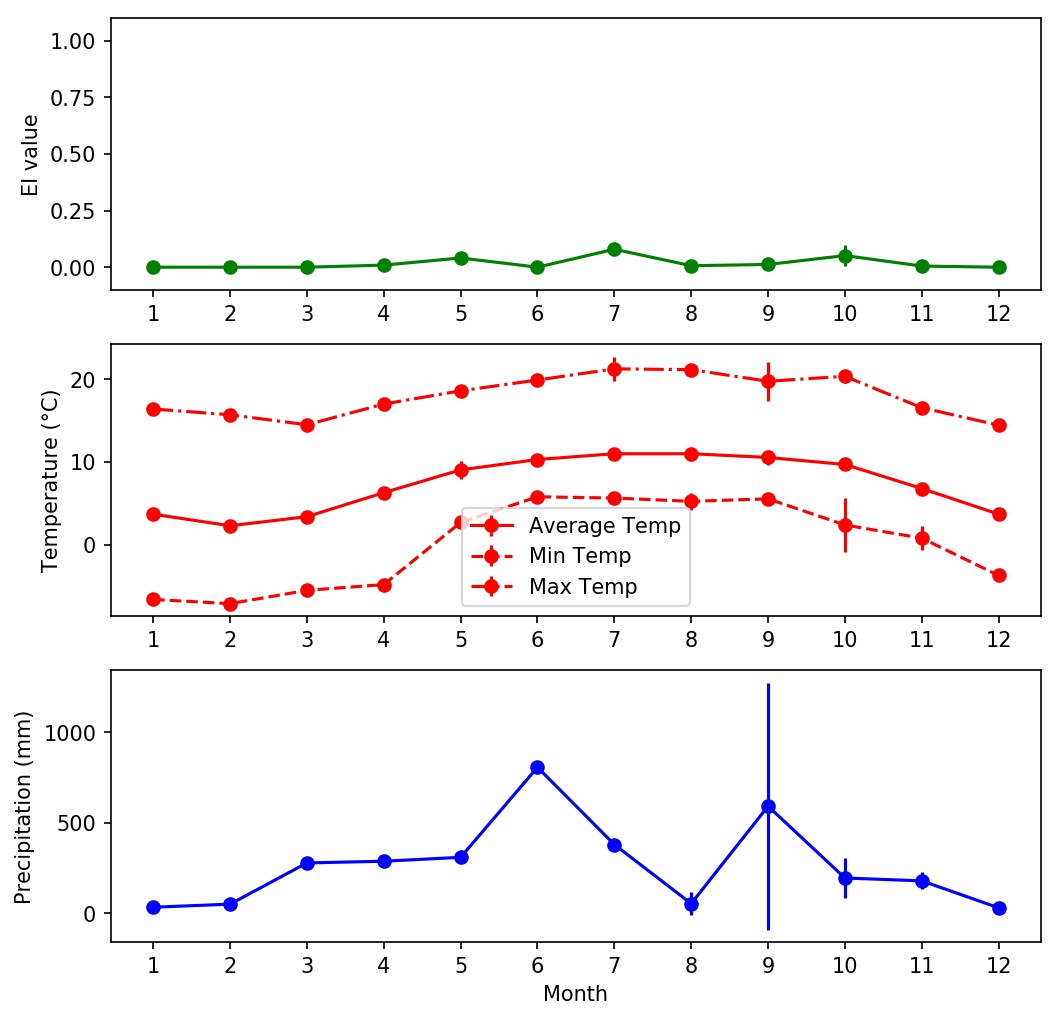 EI value
1.00
0.75
0.50
0.25
0.00
1 2 3 4 5 6 7 8 9 10 11 12
Temperature (°C)
20
10
0
Average Temp
Min Temp
Max Temp
1 2 3 4 5 6 7 8 9 10 11 12
Precipitation (mm)
1000
500
0
1 2 3 4 5 6 7 8 9 10 11 12
Month